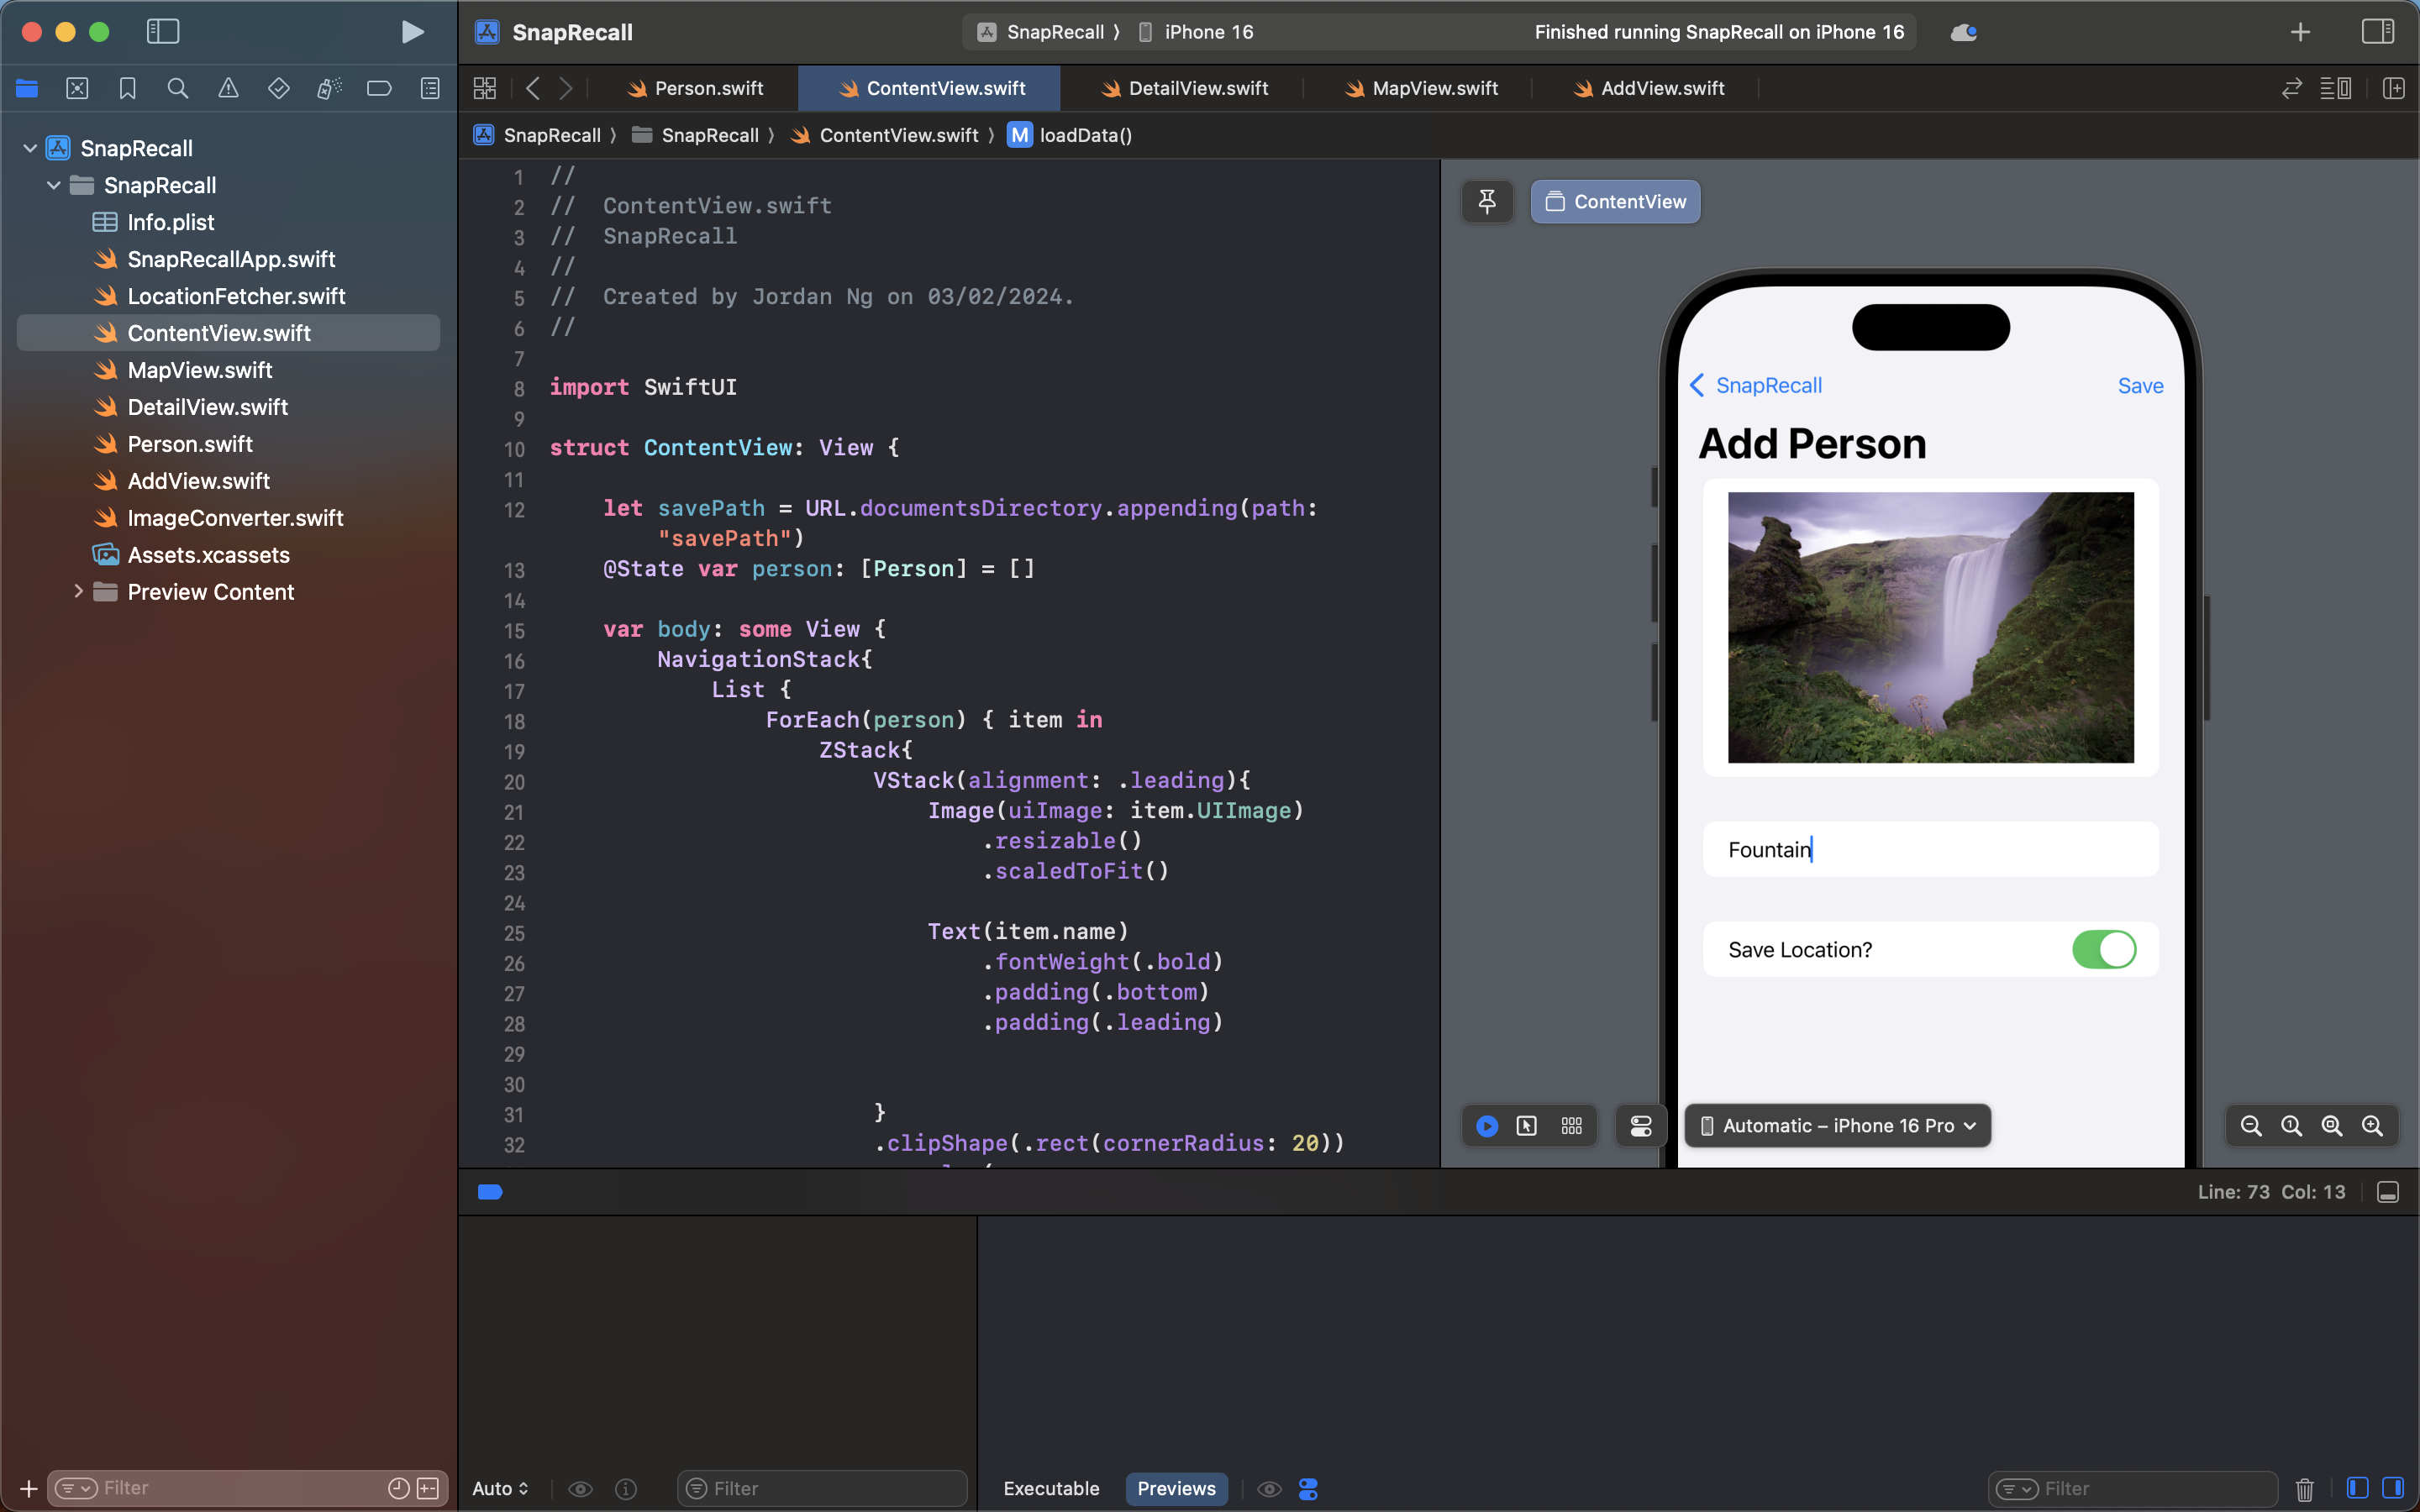 SnapRecall
SnapRecall
iPhone 16
Finished running SnapRecall on iPhone 16
Person.swift
ContentView.swift
DetailView.swift
MapView.swift
AddView.swift
SnapRecall
SnapRecall
ContentView.swift
M loadData()
SnapRecall
SnapRecall
Info.plist
SnapRecallApp.swift
LocationFetcher.swift
ContentView.swift
MapView.swift
DetailView.swift
Person.swift
AddView.swift
ImageConverter.swift
Assets.xcassets
Preview Content
Filter
1 //
2 //  ContentView.swift
3 //  SnapRecall
4 //
5 //  Created by Jordan Ng on 03/02/2024.
6 //
7
8 import SwiftUI
9
10 struct ContentView: View {
11
12     let savePath = URL.documentsDirectory.appending(path:
        "savePath")
13     @State var person: [Person] = []
14
15     var body: some View {
16         NavigationStack{
17             List {
18                 ForEach(person) { item in
19                     ZStack{
20                         VStack(alignment: .leading){
21                             Image(uiImage: item.UIImage)
22                                 .resizable()
23                                 .scaledToFit()
24
25                             Text(item.name)
26                                 .fontWeight(.bold)
27                                 .padding(.bottom)
28                                 .padding(.leading)
29
30
31                         }
32                         .clipShape(.rect(cornerRadius: 20))
ContentView
SnapRecall
Save
Add Person
Fountain
Save Location?
Automatic – iPhone 16 Pro
Line: 73 Col: 13
Auto
Filter
Executable
Previews
Filter